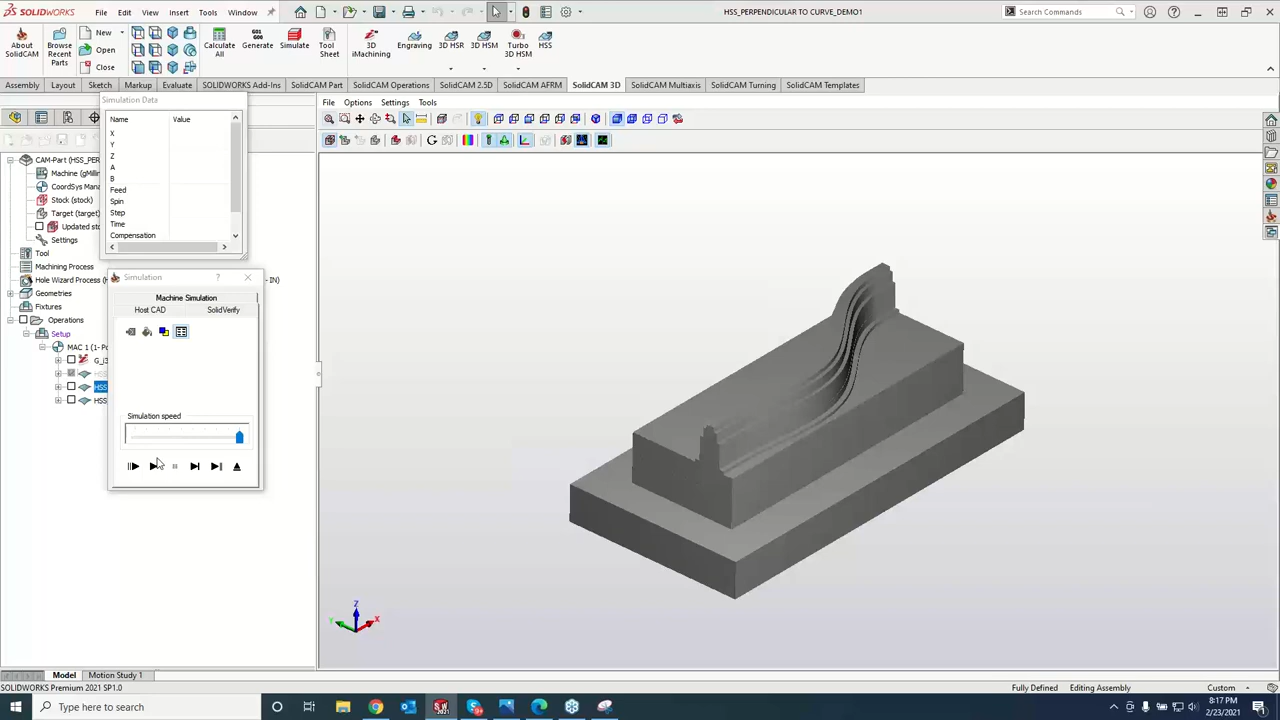 SOLIDWORKS
File
Edit
View
Insert
Tools
Window
HSS_PERPENDICULAR TO CURVE_DEMO1
Search Commands
About SolidCAM
Browse Recent Parts
New
Open
Close
Calculate All
G01 G00
Generate
Simulate
Tool Sheet
3D iMachining
Engraving
3D HSR
3D HSM
Turbo 3D HSM
HSS
Assembly
Layout
Sketch
Markup
Evaluate
SOLIDWORKS Add-Ins
SolidCAM Part
SolidCAM Operations
SolidCAM 2.5D
SolidCAM AFRM
SolidCAM 3D
SolidCAM Multiaxis
SolidCAM Turning
SolidCAM Templates
Simulation Data
Name Value
X
Y
Z
A
B
Feed
Spin
Step
Time
Compensation
File
Options
Settings
Tools
CAM-Part (HSS_PER
Machine (gMillin
CoordSys Mana
Stock (stock)
Target (target)
Updated sto
Settings
Tool
Machining Process
Hole Wizard Process (H
- IN)
Geometries
Fixtures
Operations
Setup
MAC 1 (1- Po
G_i3
HSS
HSS
Simulation
?
Machine Simulation
Host CAD
SolidVerify
Simulation speed
Z
Y
X
Model
Motion Study 1
SOLIDWORKS Premium 2021 SP1.0
Fully Defined
Editing Assembly
Custom
Type here to search
8:17 PM
2/23/2021